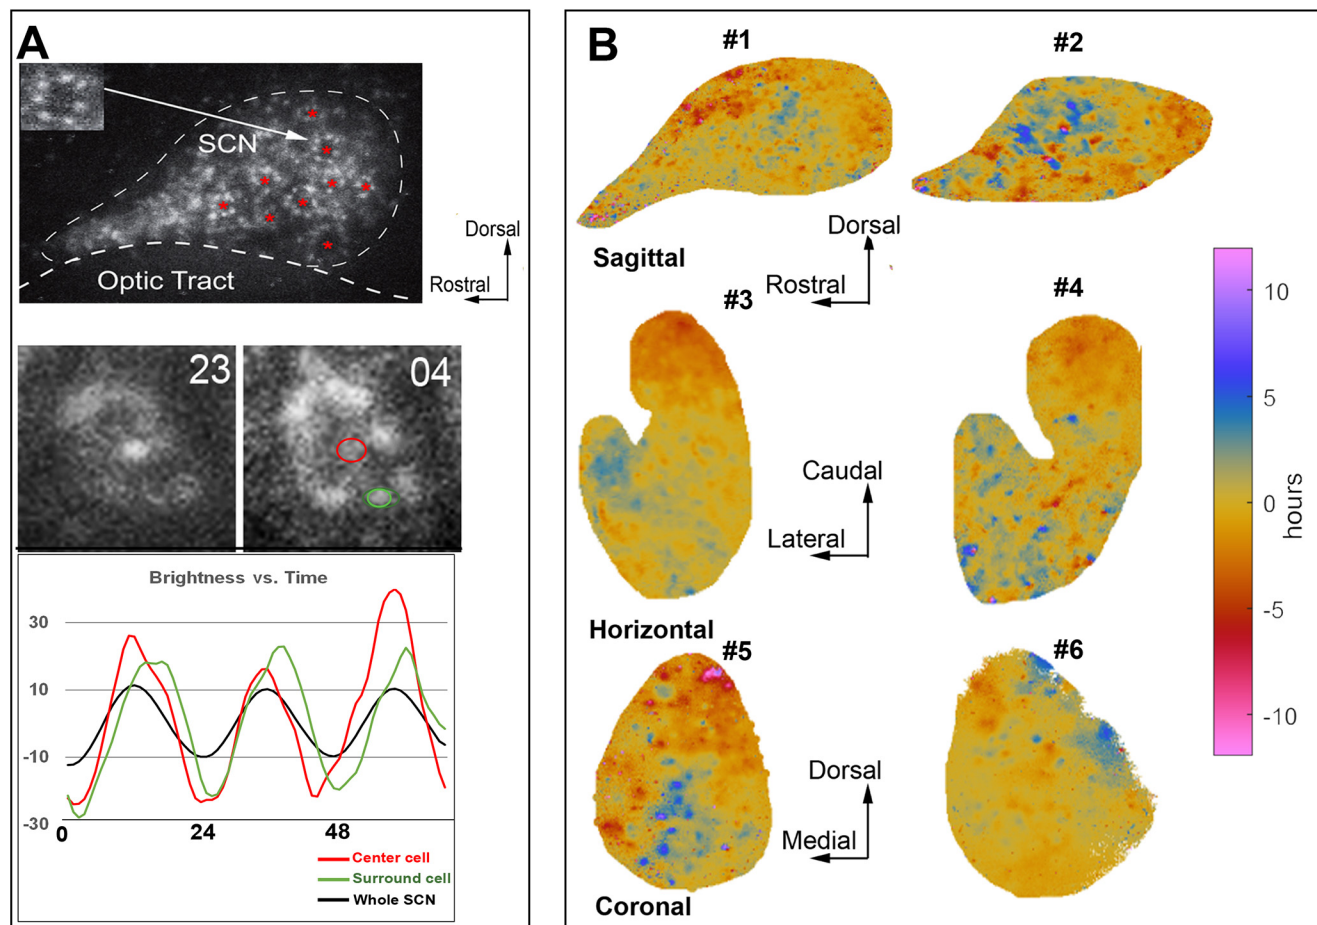 A
SCN
Optic Tract
Dorsal
Rostral
23
04
Brightness vs. Time
30
10
-10
-30
0
24
48
Center cell
Surround cell
Whole SCN
B
#1
#2
Sagittal
Dorsal
Rostral
#3
#4
Caudal
Lateral
Horizontal
#5
#6
Dorsal
Medial
Coronal
10
5
0
-5
-10
hours